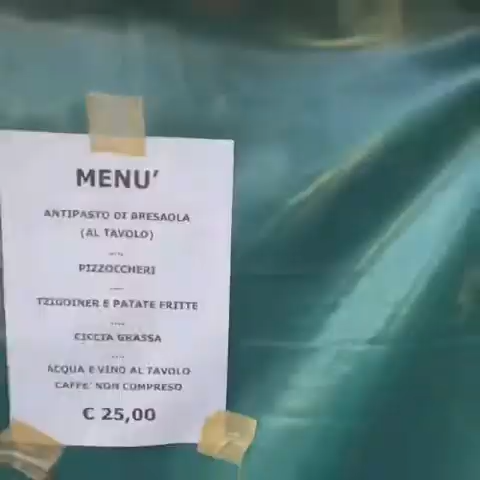 MENU'
ANTIPASTO DI BRESAOLA
(AL TAVOLO)
....
PIZZOCCHERI
....
TZIGOINER E PATATE FRITTE
....
CICCIA GRASSA
....
ACQUA E VINO AL TAVOLO
CAFFE' NON COMPRESO
€ 25,00